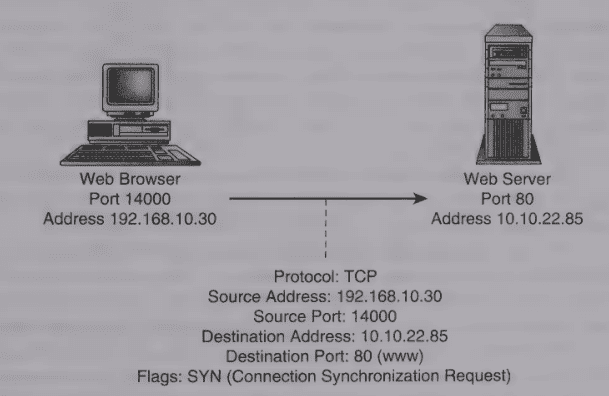 Web Browser
Port 14000
Address 192.168.10.30
Web Server
Port 80
Address 10.10.22.85
Protocol: TCP
Source Address: 192.168.10.30
Source Port: 14000
Destination Address: 10.10.22.85
Destination Port: 80 (www)
Flags: SYN (Connection Synchronization Request)